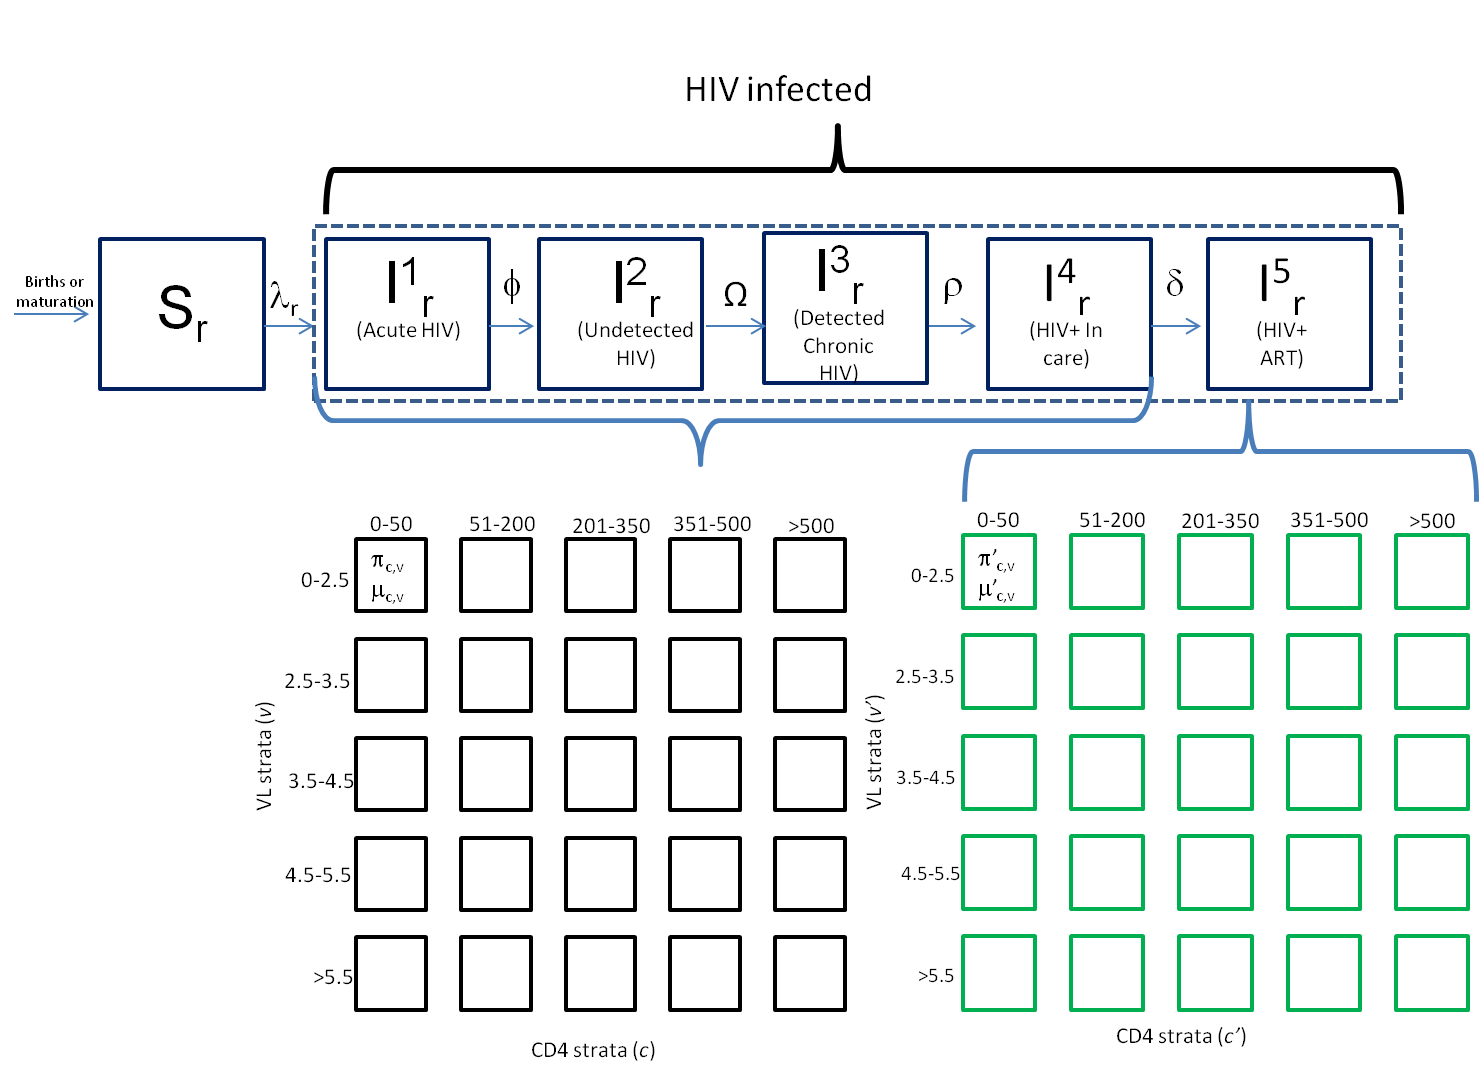 HIV infected
Births or
maturation
Sr
λr
I1r
(Acute HIV)
ϕ
I2r
(Undetected
HIV)
Ω
I3r
(Detected
Chronic
HIV)
ρ
I4r
(HIV+ In
care)
δ
I5r
(HIV+
ART)
0-50 51-200 201-350 351-500 >500
0-2.5
πc,v
μc,v
2.5-3.5
3.5-4.5
4.5-5.5
>5.5
VL strata (v)
CD4 strata (c)
0-50 51-200 201-350 351-500 >500
0-2.5
π′c,v
μ′c,v
2.5-3.5
3.5-4.5
4.5-5.5
>5.5
VL strata (v′)
CD4 strata (c′)